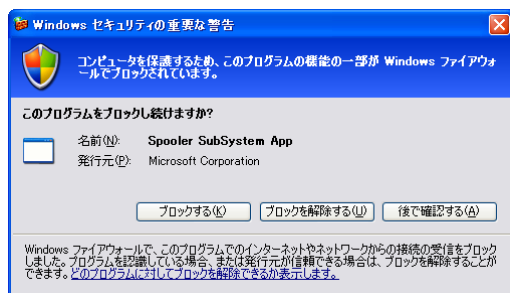 Windows セキュリティの重要な警告
コンピュータを保護するため、このプログラムの機能の一部が Windows ファイアウォ
ールでブロックされています。
このプログラムをブロックし続けますか?
名前(N): Spooler SubSystem App
発行元(P): Microsoft Corporation
ブロックする(K) ブロックを解除する(U) 後で確認する(A)
Windows ファイアウォールで、このプログラムでのインターネットやネットワークからの接続の受信をブロック
しました。プログラムを認識している場合、または発行元が信頼できる場合は、ブロックを解除することが
できます。どのプログラムに対してブロックを解除できるか表示します。